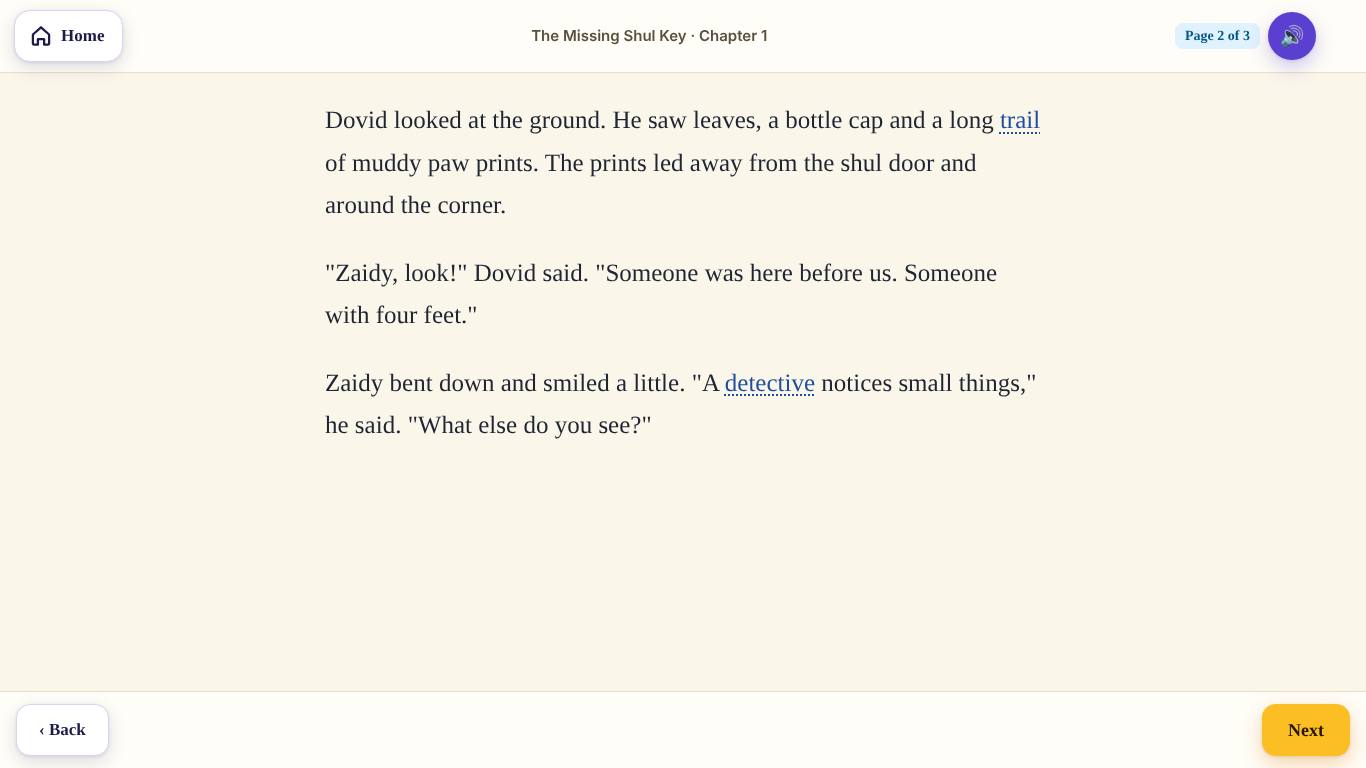 Home
The Missing Shul Key · Chapter 1
Page 2 of 3
Dovid looked at the ground. He saw leaves, a bottle cap and a long trail
of muddy paw prints. The prints led away from the shul door and
around the corner.
"Zaidy, look!" Dovid said. "Someone was here before us. Someone
with four feet."
Zaidy bent down and smiled a little. "A detective notices small things,"
he said. "What else do you see?"
‹ Back
Next